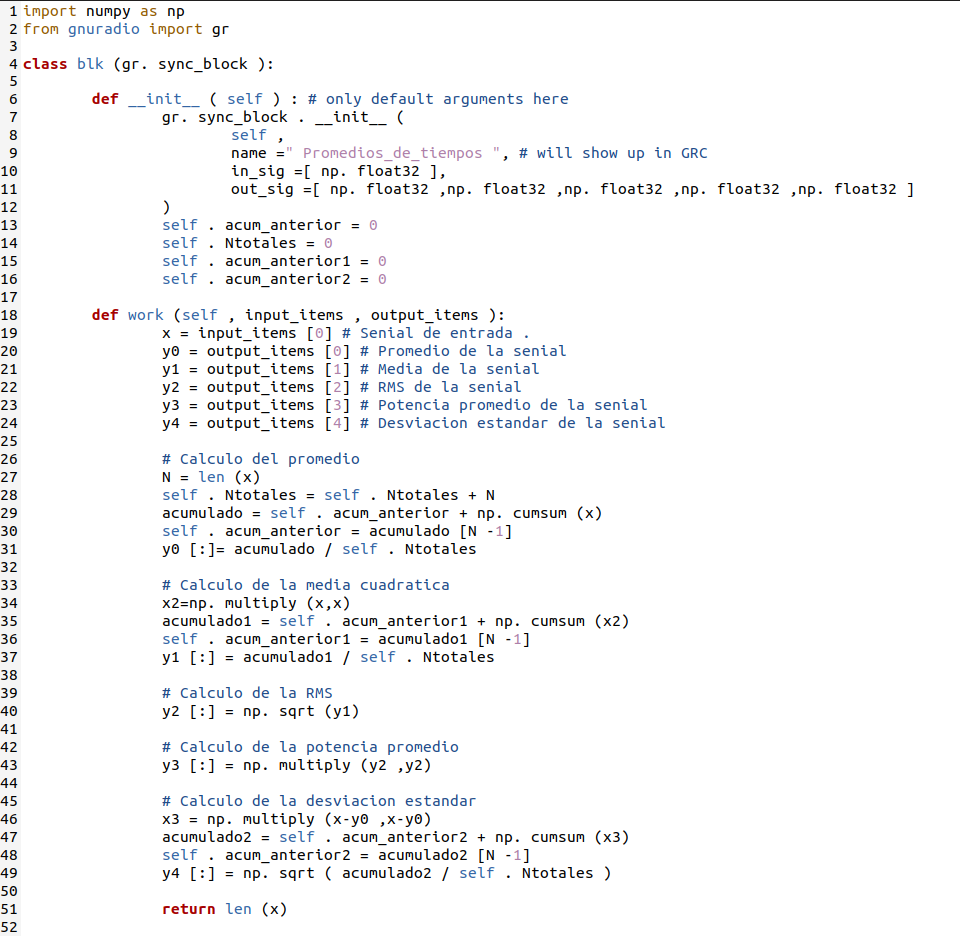 1 import numpy as np
2 from gnuradio import gr
3
4 class blk (gr. sync_block ):
5
6 def __init__ ( self ) : # only default arguments here
7 gr. sync_block . __init__ (
8 self ,
9 name =" Promedios_de_tiempos ", # will show up in GRC
10 in_sig =[ np. float32 ],
11 out_sig =[ np. float32 ,np. float32 ,np. float32 ,np. float32 ,np. float32 ]
12 )
13 self . acum_anterior = 0
14 self . Ntotales = 0
15 self . acum_anterior1 = 0
16 self . acum_anterior2 = 0
17
18 def work (self , input_items , output_items ):
19 x = input_items [0] # Senial de entrada .
20 y0 = output_items [0] # Promedio de la senial
21 y1 = output_items [1] # Media de la senial
22 y2 = output_items [2] # RMS de la senial
23 y3 = output_items [3] # Potencia promedio de la senial
24 y4 = output_items [4] # Desviacion estandar de la senial
25
26 # Calculo del promedio
27 N = len (x)
28 self . Ntotales = self . Ntotales + N
29 acumulado = self . acum_anterior + np. cumsum (x)
30 self . acum_anterior = acumulado [N -1]
31 y0 [:]= acumulado / self . Ntotales
32
33 # Calculo de la media cuadratica
34 x2=np. multiply (x,x)
35 acumulado1 = self . acum_anterior1 + np. cumsum (x2)
36 self . acum_anterior1 = acumulado1 [N -1]
37 y1 [:] = acumulado1 / self . Ntotales
38
39 # Calculo de la RMS
40 y2 [:] = np. sqrt (y1)
41
42 # Calculo de la potencia promedio
43 y3 [:] = np. multiply (y2 ,y2)
44
45 # Calculo de la desviacion estandar
46 x3 = np. multiply (x-y0 ,x-y0)
47 acumulado2 = self . acum_anterior2 + np. cumsum (x3)
48 self . acum_anterior2 = acumulado2 [N -1]
49 y4 [:] = np. sqrt ( acumulado2 / self . Ntotales )
50
51 return len (x)
52